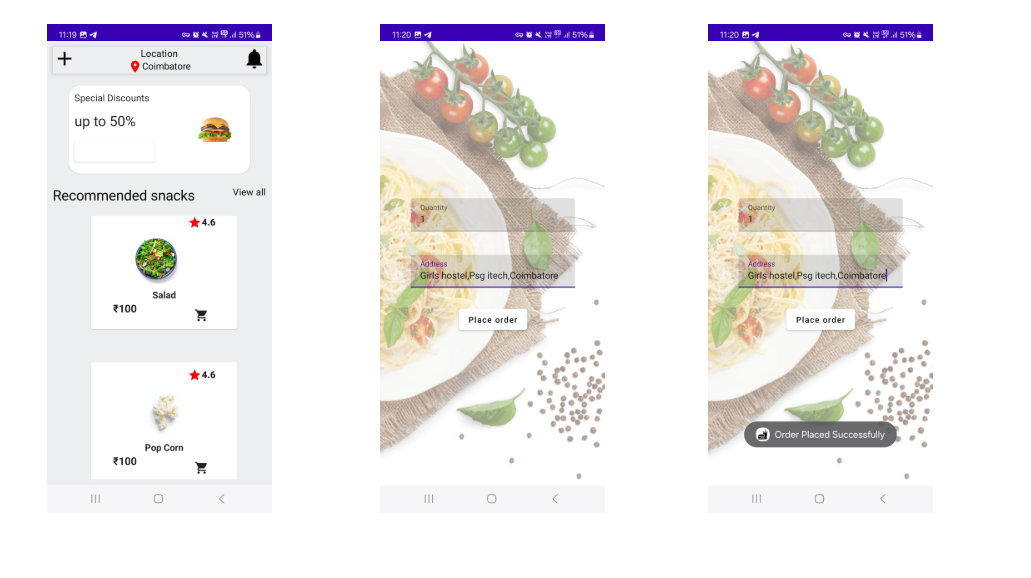 11:19
51%
Location
Coimbatore
Special Discounts
up to 50%
Recommended snacks
View all
4.6
Salad
₹100
4.6
Pop Corn
₹100
11:20
51%
Quantity
1
Address
Girls hostel,Psg itech,Coimbatore
Place order
11:20
51%
Quantity
1
Address
Girls hostel,Psg itech,Coimbatore
Place order
Order Placed Successfully